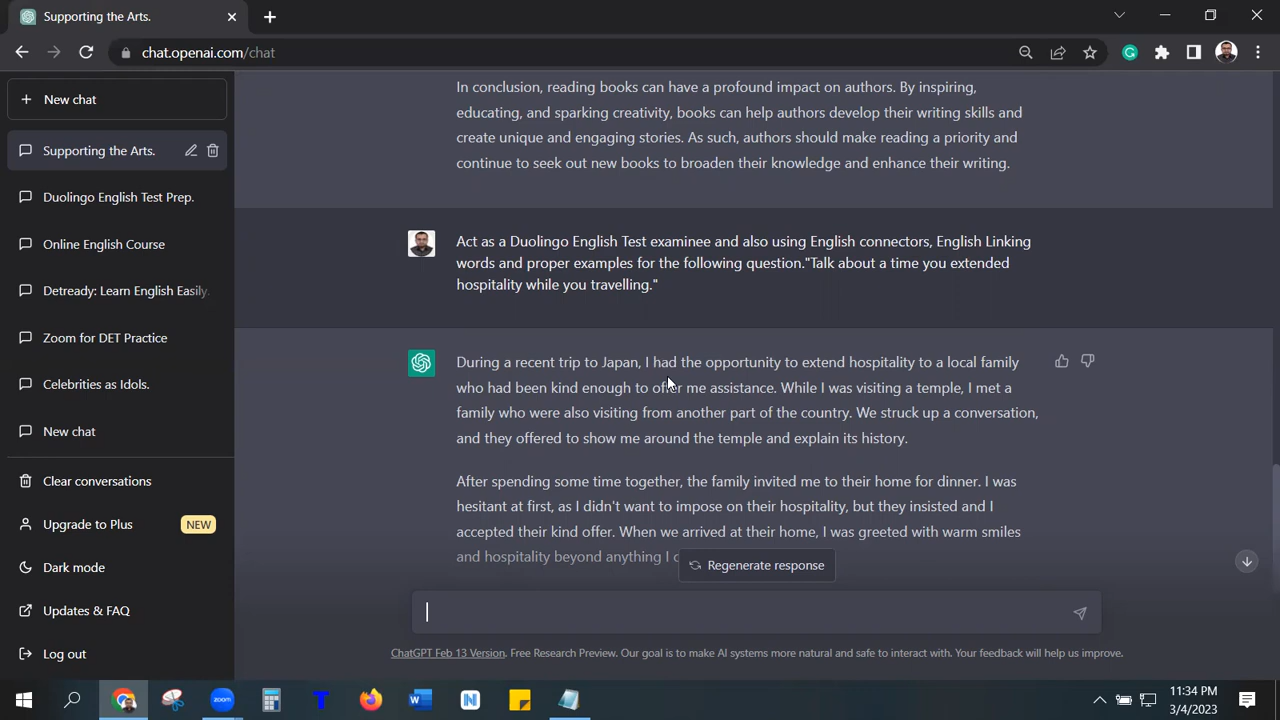 Supporting the Arts.
chat.openai.com/chat
New chat
Supporting the Arts.
Duolingo English Test Prep.
Online English Course
Detready: Learn English Easily.
Zoom for DET Practice
Celebrities as Idols.
New chat
Clear conversations
Upgrade to Plus NEW
Dark mode
Updates & FAQ
Log out
In conclusion, reading books can have a profound impact on authors. By inspiring,
educating, and sparking creativity, books can help authors develop their writing skills and
create unique and engaging stories. As such, authors should make reading a priority and
continue to seek out new books to broaden their knowledge and enhance their writing.
Act as a Duolingo English Test examinee and also using English connectors, English Linking
words and proper examples for the following question."Talk about a time you extended
hospitality while you travelling."
During a recent trip to Japan, I had the opportunity to extend hospitality to a local family
who had been kind enough to offer me assistance. While I was visiting a temple, I met a
family who were also visiting from another part of the country. We struck up a conversation,
and they offered to show me around the temple and explain its history.
After spending some time together, the family invited me to their home for dinner. I was
hesitant at first, as I didn't want to impose on their hospitality, but they insisted and I
accepted their kind offer. When we arrived at their home, I was greeted with warm smiles
and hospitality beyond anything I
Regenerate response
ChatGPT Feb 13 Version. Free Research Preview. Our goal is to make AI systems more natural and safe to interact with. Your feedback will help us improve.
11:34 PM
3/4/2023